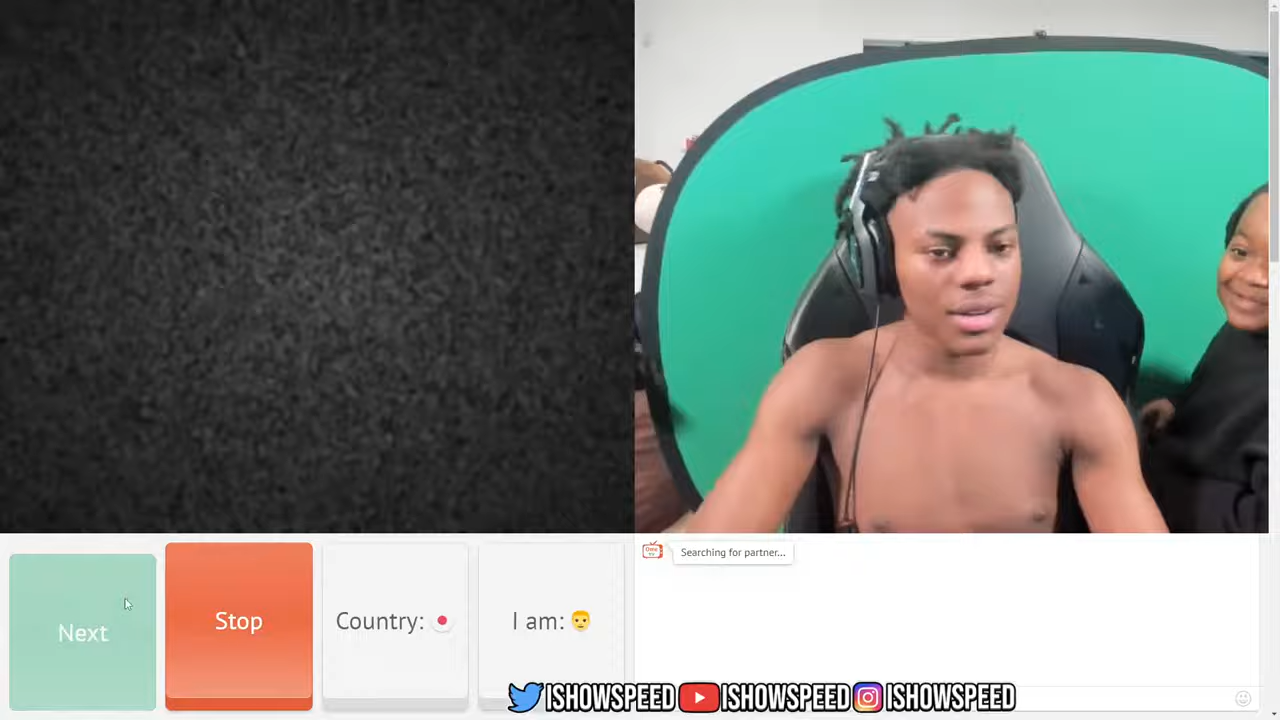 Searching for partner...
Next
Stop
Country:
I am:
ISHOWSPEED ISHOWSPEED ISHOWSPEED